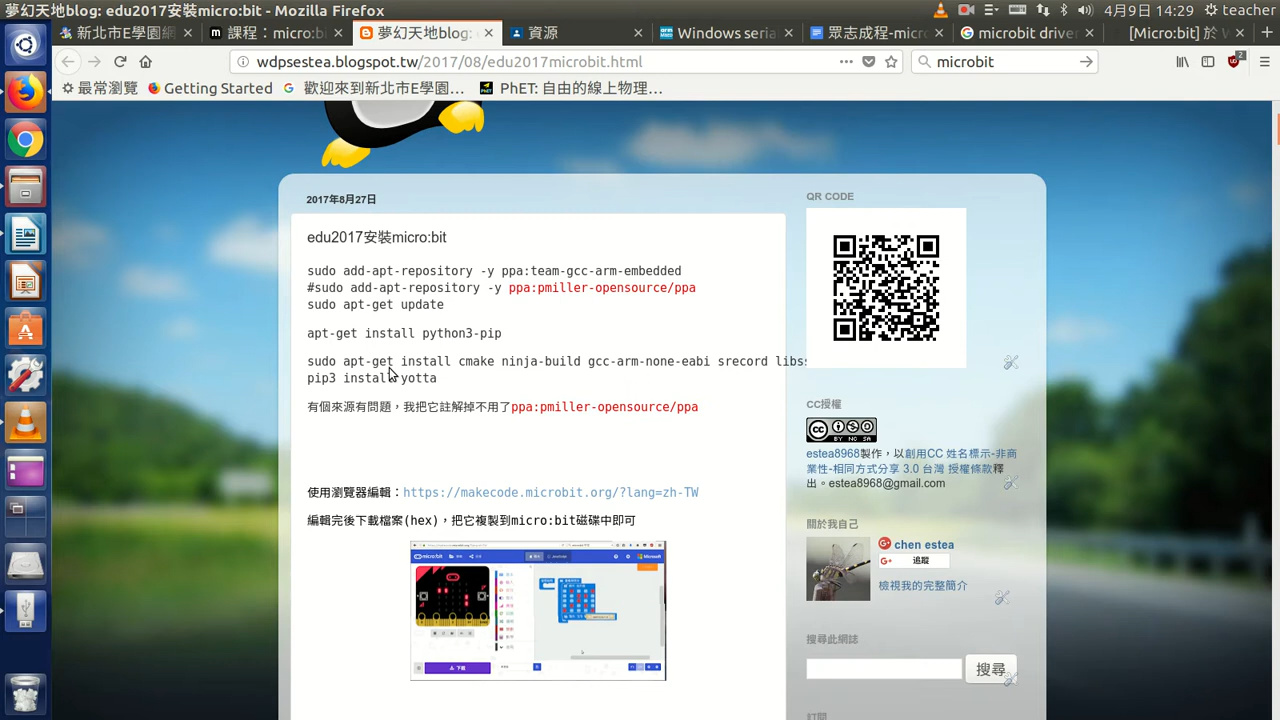 夢幻天地blog: edu2017安裝micro:bit - Mozilla Firefox
4月9日 14:29 teacher
新北市E學園網
課程：micro:bi
夢幻天地blog:
資源
Windows seria
眾志成程-micro:
microbit driver
[Micro:bit] 於 W
wdpsestea.blogspot.tw/2017/08/edu2017microbit.html
microbit
2
最常瀏覽
Getting Started
歡迎來到新北市E學園…
PhET: 自由的線上物理…
2017年8月27日
edu2017安裝micro:bit
sudo add-apt-repository -y ppa:team-gcc-arm-embedded
#sudo add-apt-repository -y ppa:pmiller-opensource/ppa
sudo apt-get update
apt-get install python3-pip
sudo apt-get install cmake ninja-build gcc-arm-none-eabi srecord libs
pip3 install yotta
有個來源有問題，我把它註解掉不用了ppa:pmiller-opensource/ppa
使用瀏覽器編輯：https://makecode.microbit.org/?lang=zh-TW
編輯完後下載檔案(hex)，把它複製到micro:bit磁碟中即可
micro:bit
Microsoft
下載
QR CODE
CC授權
cc
BY NC SA
estea8968製作，以創用CC 姓名標示-非商
業性-相同方式分享 3.0 台灣 授權條款釋
出。estea8968@gmail.com
關於我自己
chen estea
追蹤
檢視我的完整簡介
搜尋此網誌
搜尋
訂閱